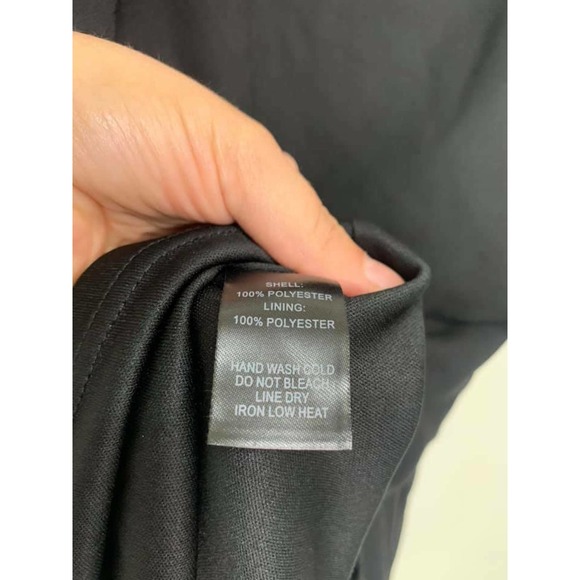 SHELL:
100% POLYESTER
LINING:
100% POLYESTER
HAND WASH COLD
DO NOT BLEACH
LINE DRY
IRON LOW HEAT